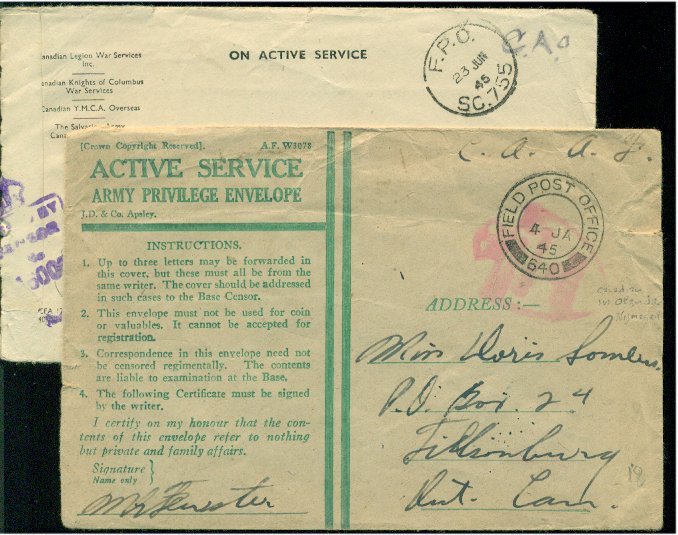 Canadian Legion War Services
Inc.
Canadian Knights of Columbus
War Services
Canadian Y.M.C.A. Overseas
The Salvation Army
ON ACTIVE SERVICE
F.P.O.
23 JUN
45
SC.755
C.A.O
[Crown Copyright Reserved]. A.F. W3078
ACTIVE SERVICE
ARMY PRIVILEGE ENVELOPE
J.D. & Co. Apsley.
INSTRUCTIONS.
1. Up to three letters may be forwarded in
this cover, but these must all be from the
same writer. The cover should be addressed
in such cases to the Base Censor.
2. This envelope must not be used for coin
or valuables. It cannot be accepted for
registration.
3. Correspondence in this envelope need not
be censored regimentally. The contents
are liable to examination at the Base.
4. The following Certificate must be signed
by the writer.
I certify on my honour that the con-
tents of this envelope refer to nothing
but private and family affairs.
Signature }
Name only
C. A. A. F.
FIELD POST OFFICE
4 JA
45
640
Canadian
Nijmegen
ADDRESS :—
Miss Doris
P.O. Box. 24
Tillsonburg
Ont. Can.
19